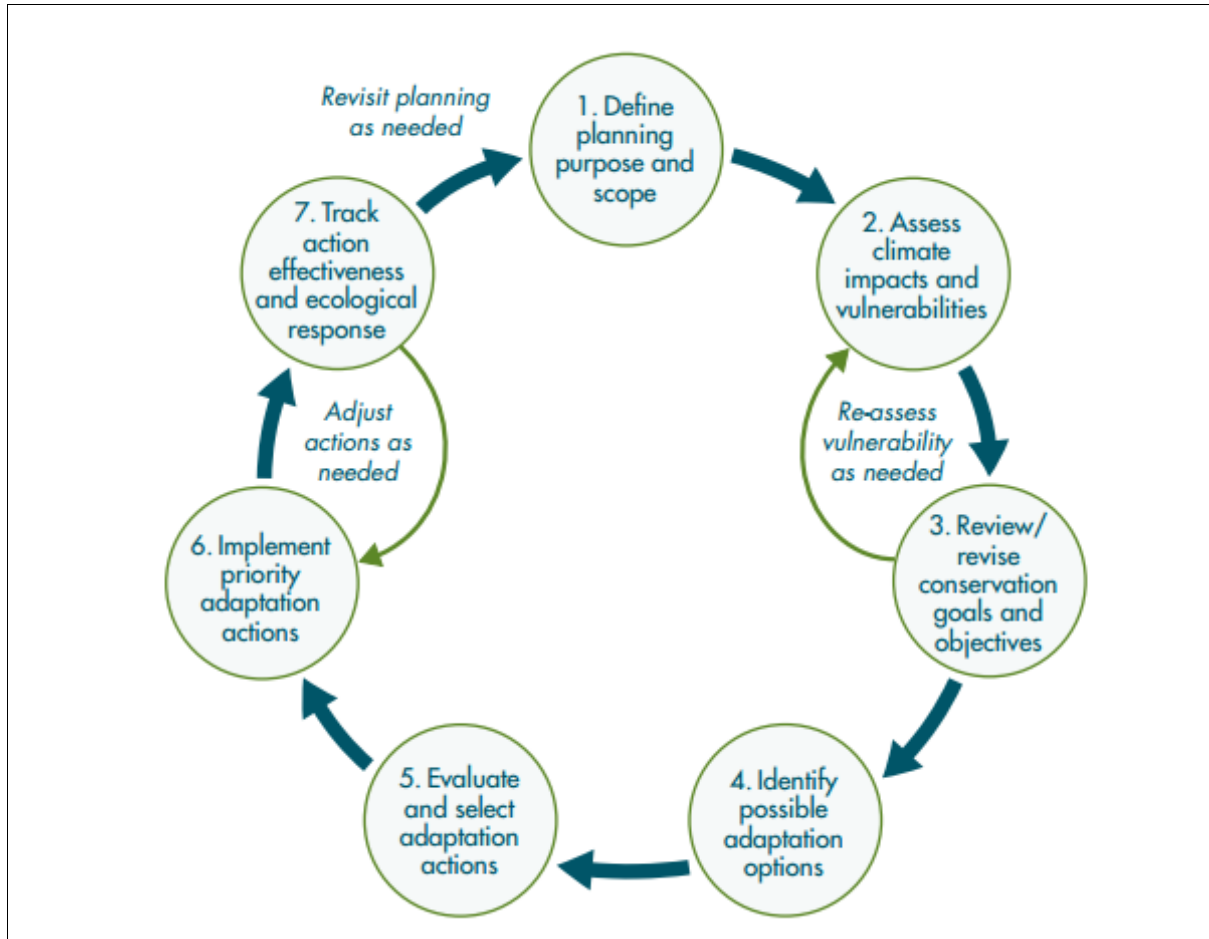 Revisit planning
as needed
1. Define
planning
purpose and
scope
2. Assess
climate
impacts and
vulnerabilities
Re-assess
vulnerability
as needed
3. Review/
revise
conservation
goals and
objectives
4. Identify
possible
adaptation
options
5. Evaluate
and select
adaptation
actions
6. Implement
priority
adaptation
actions
7. Track
action
effectiveness
and ecological
response
Adjust
actions as
needed